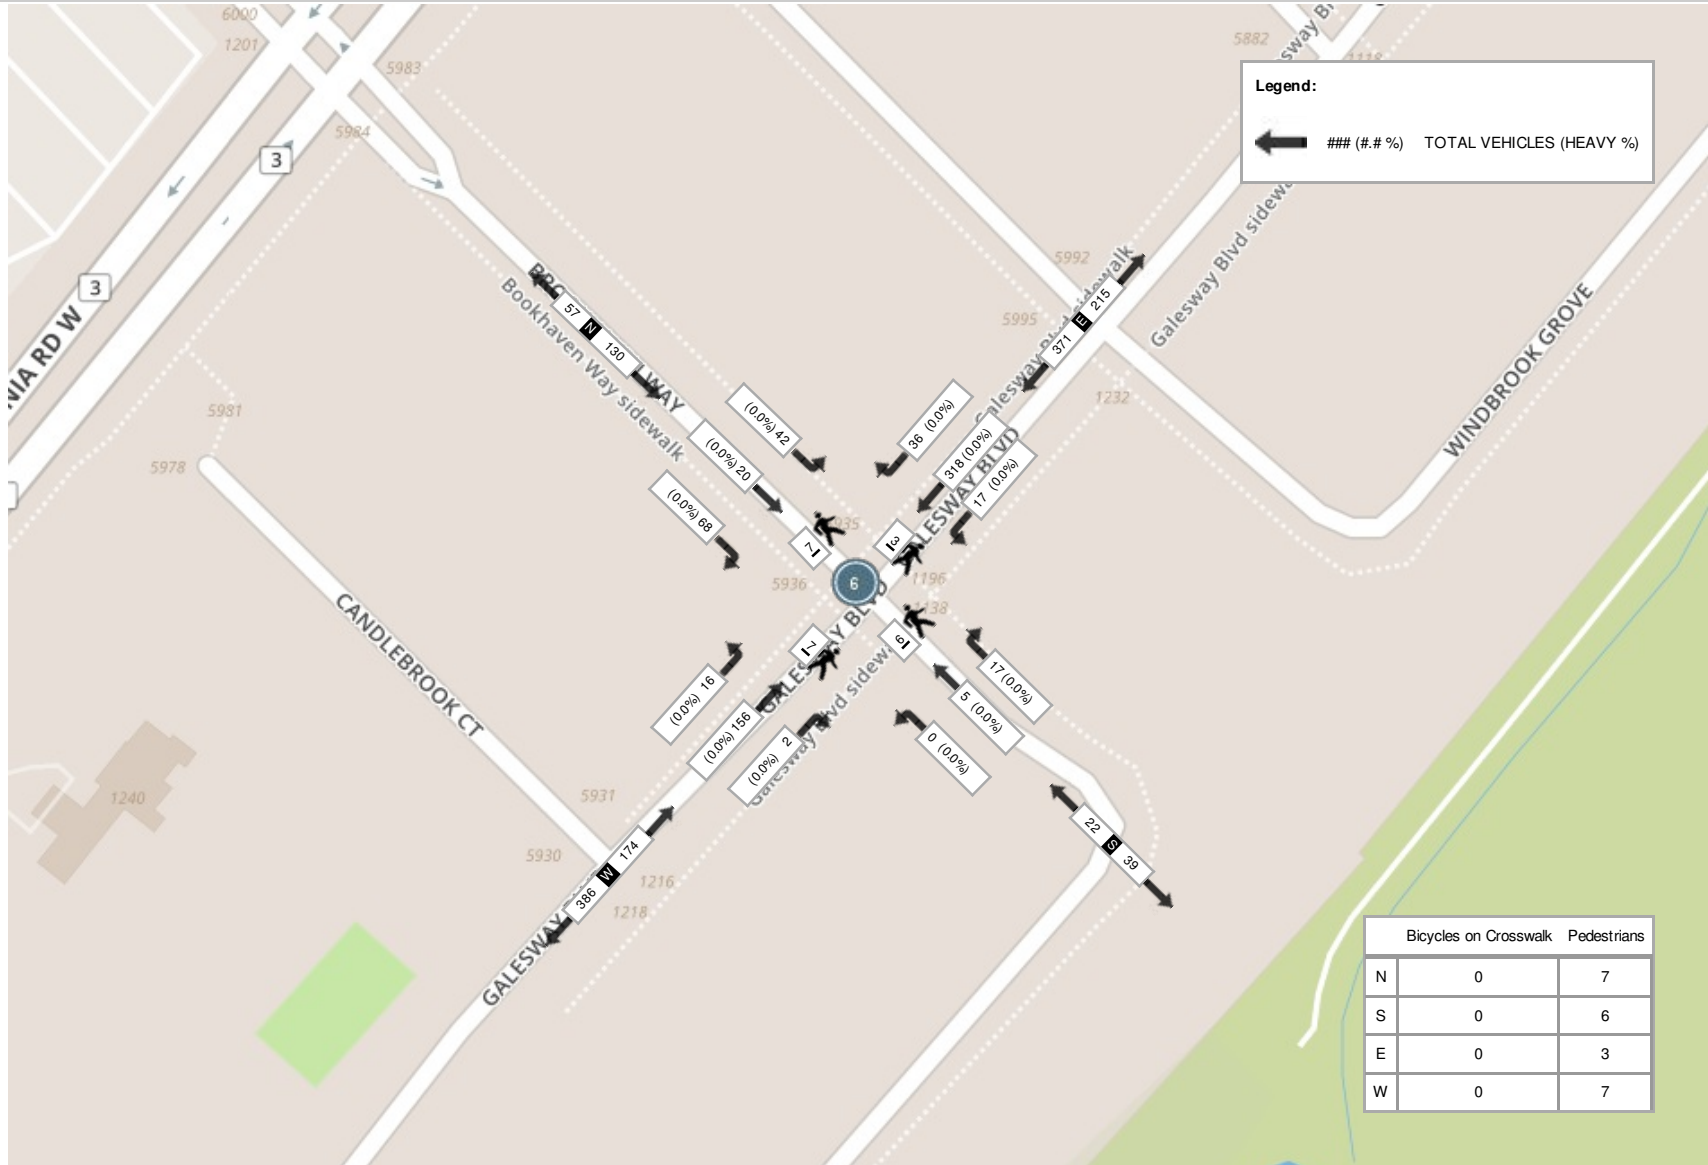 6000
1201
5983
5984
3
3
NIA RD W
5981
5978
CANDLEBROOK CT
1240
57 N 130
Bookhaven Way sidewalk
WAY
(0.0%) 42
(0.0%) 20
(0.0%) 68
36 (0.0%)
318 (0.0%)
17 (0.0%)
371 E 215
Galesway Blvd sidewalk
Galesway Blvd
5882
1118
5992
5995
1232
WINDBROOK GROVE
Legend:
### (#.# %) TOTAL VEHICLES (HEAVY %)
7
3
6
5936
1196
1138
7
6
(0.0%) 16
(0.0%) 156
(0.0%) 2
17 (0.0%)
5 (0.0%)
0 (0.0%)
22 S 39
386 W 174
5931
5930
1216
1218
GALESWAY
Bicycles on Crosswalk Pedestrians
N 0 7
S 0 6
E 0 3
W 0 7